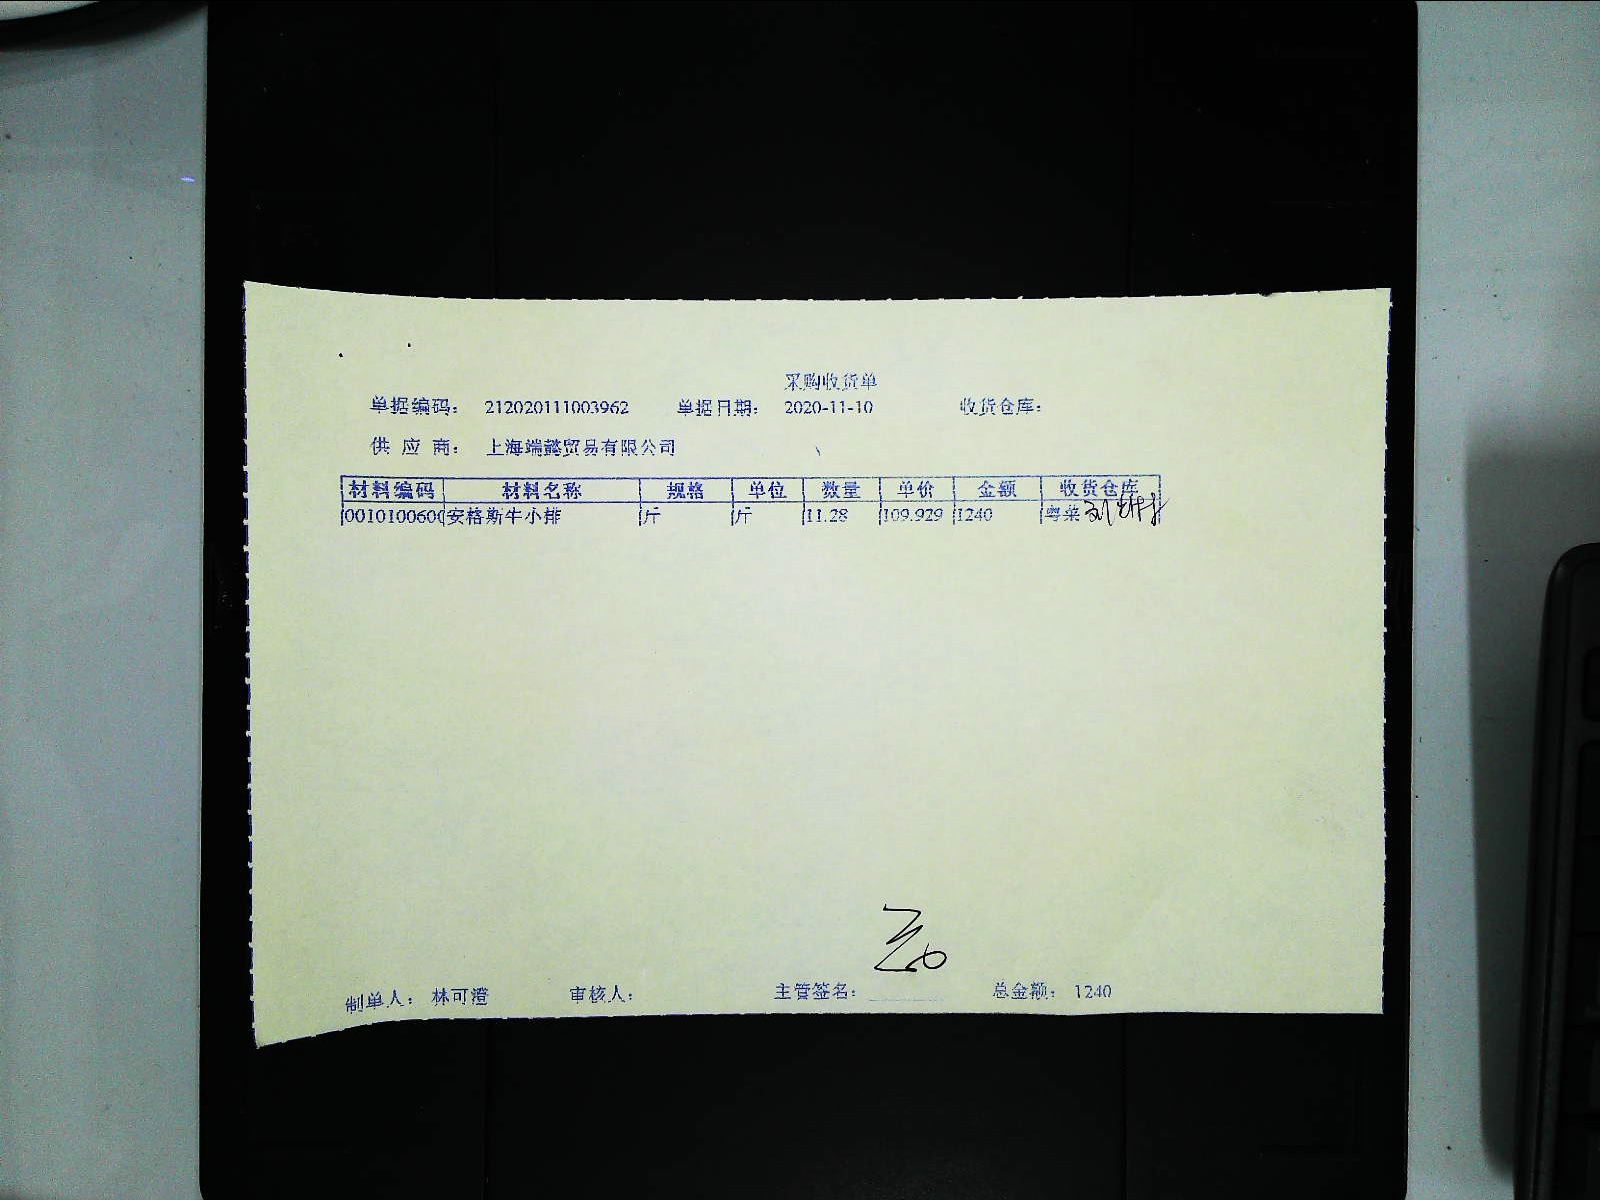 采购收货单
单据编码： 212020111003962 单据日期： 2020-11-10 收货仓库：
供 应 商： 上海端懿贸易有限公司
材料编码 材料名称 规格 单位 数量 单价 金额 收货仓库
0010100600 安格斯牛小排 斤 斤 11.28 109.929 1240 粤菜
制单人： 林可澄 审核人： 主管签名： 总金额： 1240